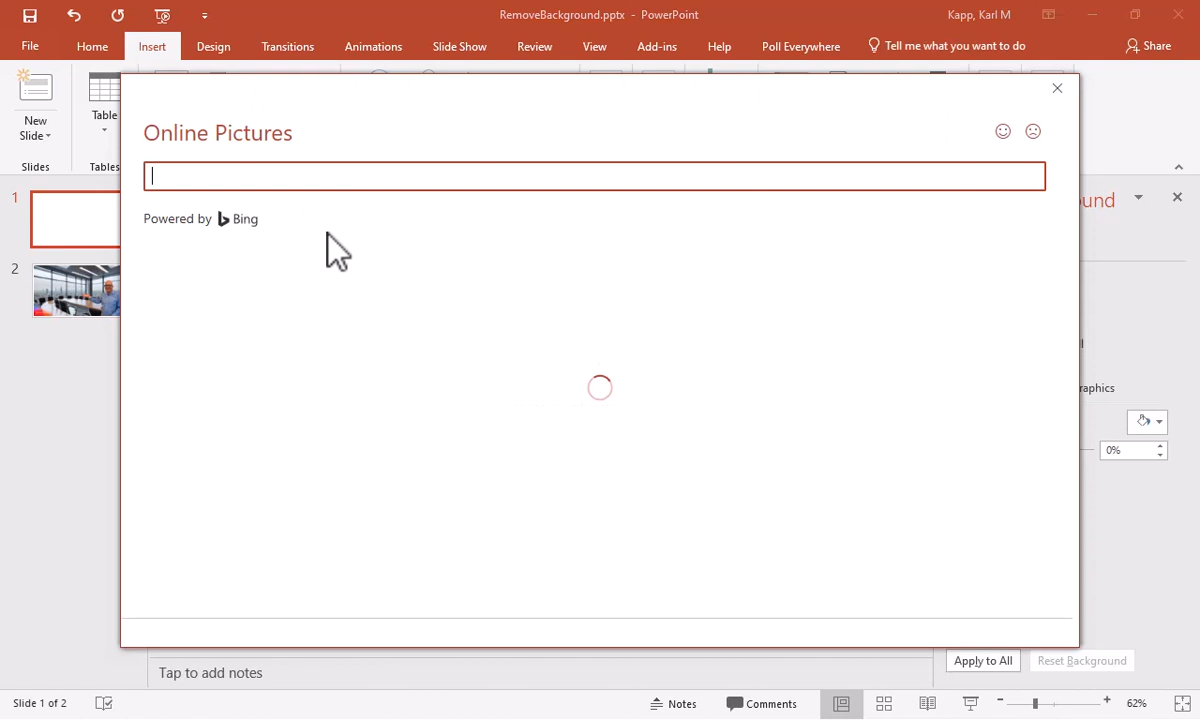 RemoveBackground.pptx - PowerPoint
Kapp, Karl M
File Home Insert Design Transitions Animations Slide Show Review View Add-ins Help Poll Everywhere Tell me what you want to do Share
New
Slide
Table
Slides
Tables
Online Pictures
Powered by Bing
1
2
und
raphics
0%
Apply to All
Reset Background
Tap to add notes
Slide 1 of 2
Notes
Comments
62%